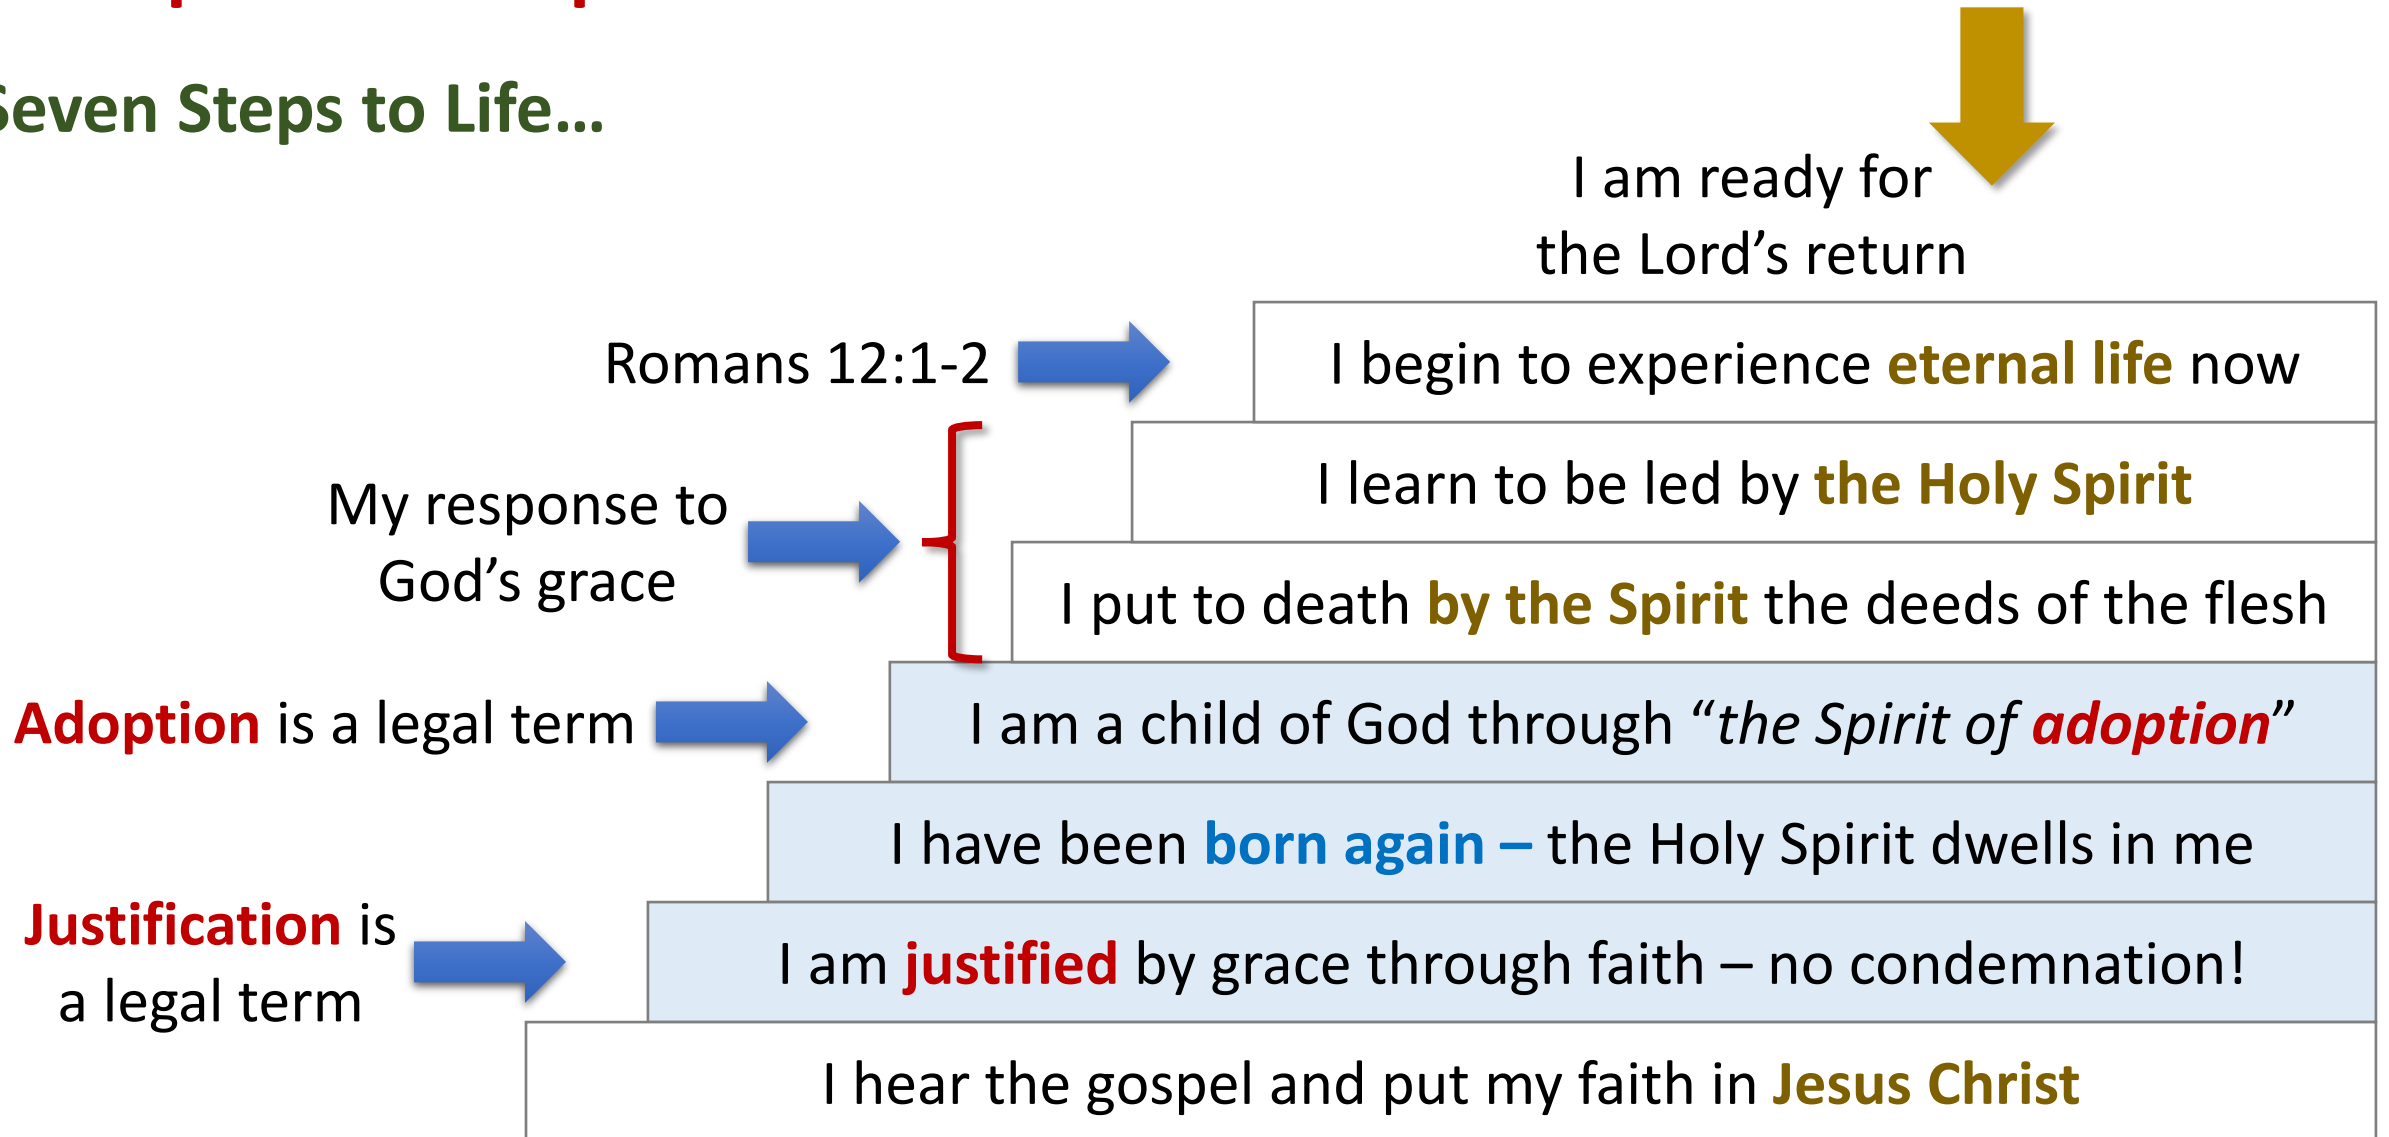 Seven Steps to Life…
I am ready for
the Lord’s return
Romans 12:1-2
I begin to experience eternal life now
My response to
God’s grace
I learn to be led by the Holy Spirit
I put to death by the Spirit the deeds of the flesh
Adoption is a legal term
I am a child of God through “the Spirit of adoption”
I have been born again – the Holy Spirit dwells in me
Justification is
a legal term
I am justified by grace through faith – no condemnation!
I hear the gospel and put my faith in Jesus Christ